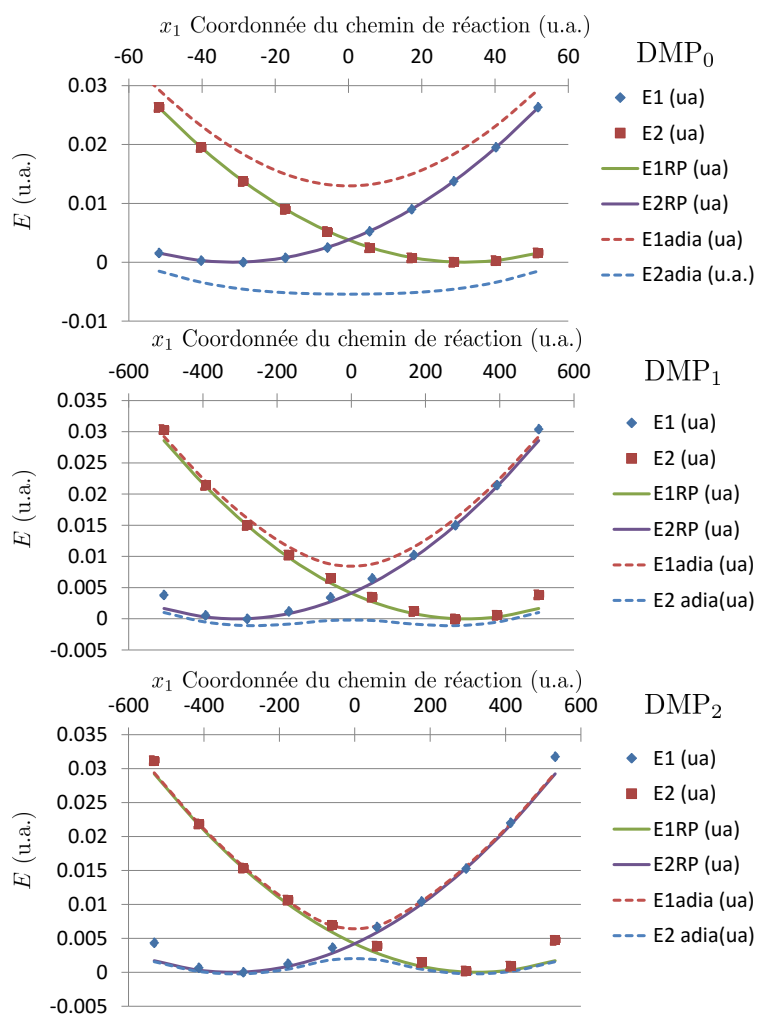 x₁ Coordonnée du chemin de réaction (u.a.)
-60 -40 -20 0 20 40 60
DMP₀
0.03
0.02
0.01
0
-0.01
E (u.a.)
E1 (ua)
E2 (ua)
E1RP (ua)
E2RP (ua)
E1adia (ua)
E2adia (u.a.)
x₁ Coordonnée du chemin de réaction (u.a.)
-600 -400 -200 0 200 400 600
DMP₁
0.035
0.03
0.025
0.02
0.015
0.01
0.005
0
-0.005
E (u.a.)
E1 (ua)
E2 (ua)
E1RP (ua)
E2RP (ua)
E1adia (ua)
E2 adia(ua)
x₁ Coordonnée du chemin de réaction (u.a.)
-600 -400 -200 0 200 400 600
DMP₂
0.035
0.03
0.025
0.02
0.015
0.01
0.005
0
-0.005
E (u.a.)
E1 (ua)
E2 (ua)
E1RP (ua)
E2RP (ua)
E1adia (ua)
E2 adia(ua)